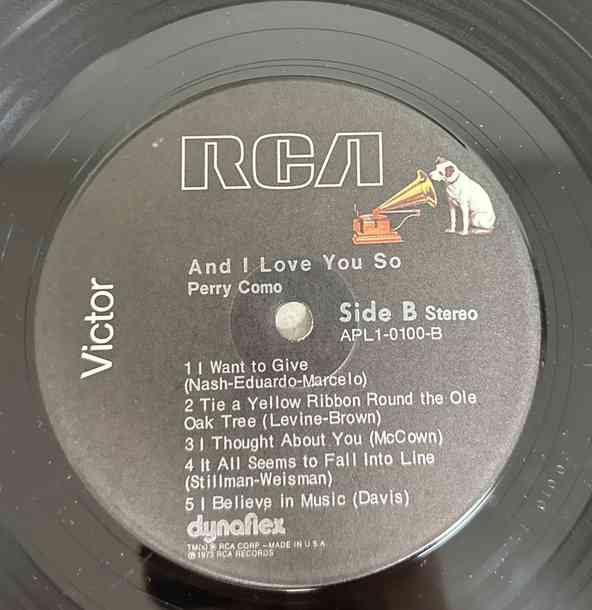 RCA
Victor
And I Love You So
Perry Como
Side B Stereo
APL1-0100-B
1 I Want to Give
(Nash-Eduardo-Marcelo)
2 Tie a Yellow Ribbon Round the Ole
Oak Tree (Levine-Brown)
3 I Thought About You (McCown)
4 It All Seems to Fall Into Line
(Stillman-Weisman)
5 I Believe in Music (Davis)
dynaflex
TM(s) ® RCA CORP-MADE IN U.S.A.
℗ 1973 RCA RECORDS